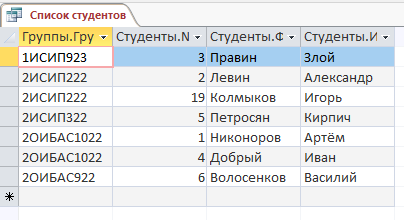 Список студентов
Группы.Гру Студенты.N Студенты.Ф Студенты.И
1ИСИП923 3 Правин Злой
2ИСИП222 2 Левин Александр
2ИСИП222 19 Колмыков Игорь
2ИСИП322 5 Петросян Кирпич
2ОИБАС1022 1 Никоноров Артём
2ОИБАС1022 4 Добрый Иван
2ОИБАС922 6 Волосенков Василий